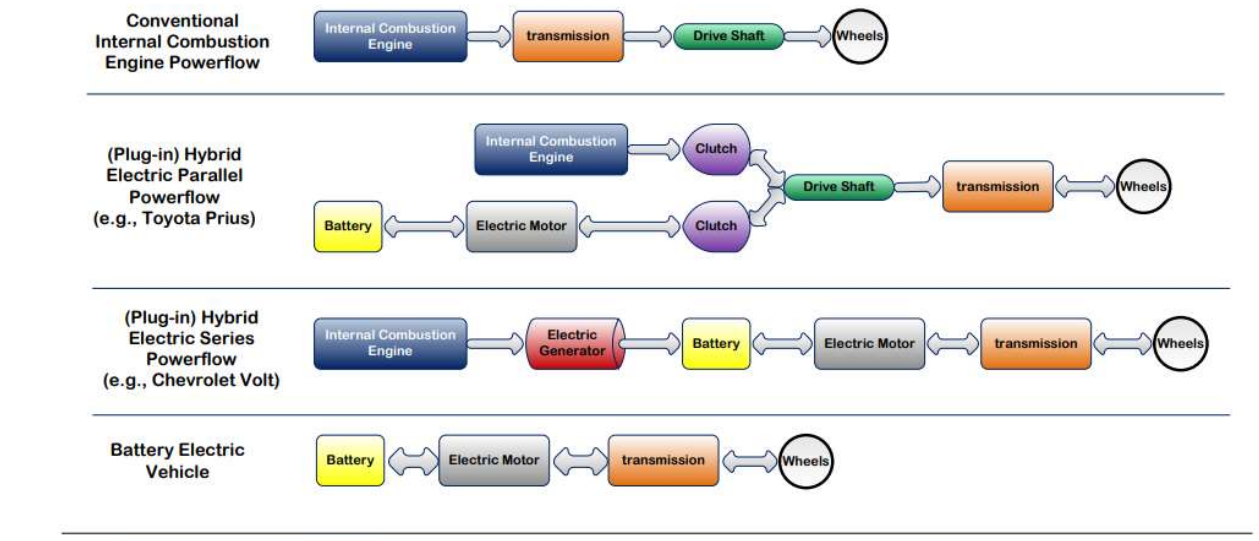 Conventional
Internal Combustion
Engine Powerflow
Internal Combustion
Engine
transmission
Drive Shaft
Wheels
(Plug-in) Hybrid
Electric Parallel
Powerflow
(e.g., Toyota Prius)
Internal Combustion
Engine
Clutch
Battery
Electric Motor
Clutch
Drive Shaft
transmission
Wheels
(Plug-in) Hybrid
Electric Series
Powerflow
(e.g., Chevrolet Volt)
Internal Combustion
Engine
Electric
Generator
Battery
Electric Motor
transmission
Wheels
Battery Electric
Vehicle
Battery
Electric Motor
transmission
Wheels